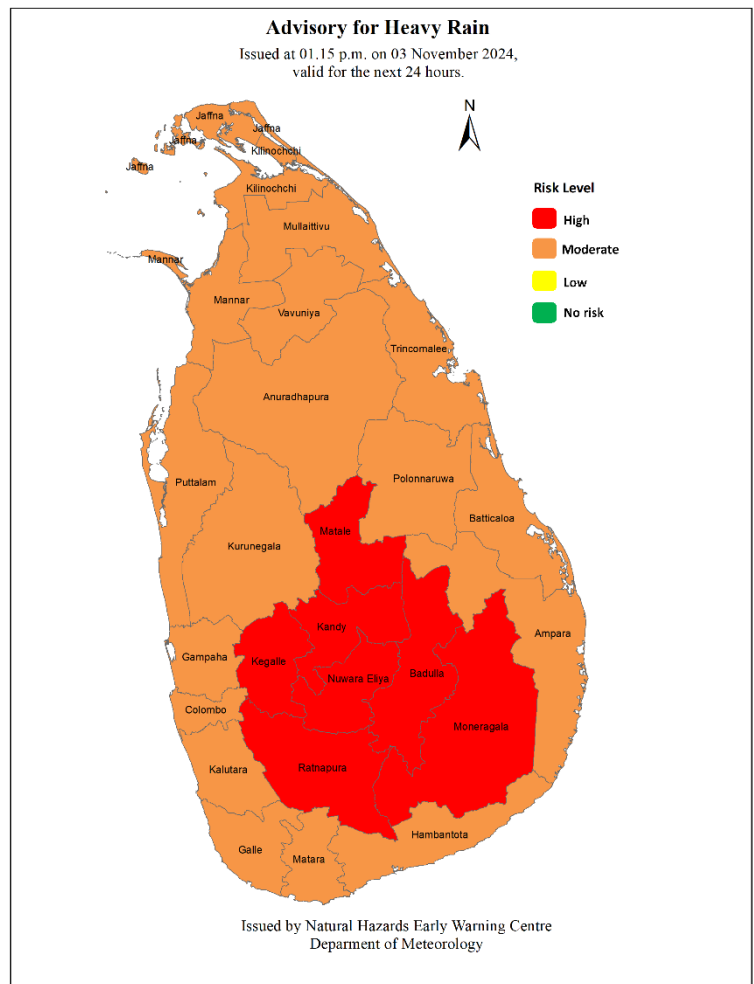 Advisory for Heavy Rain
Issued at 01.15 p.m. on 03 November 2024,
valid for the next 24 hours.
N
Jaffna
Jaffna
Jaffna
Kilinochchi
Jaffna
Kilinochchi
Risk Level
High
Mullaittivu
Moderate
Mannar
Low
Mannar
Vavuniya
No risk
Trincomalee
Anuradhapura
Polonnaruwa
Puttalam
Batticaloa
Matale
Kurunegala
Kandy
Ampara
Gampaha
Kegalle
Badulla
Nuwara Eliya
Colombo
Moneragala
Ratnapura
Kalutara
Hambantota
Galle
Matara
Issued by Natural Hazards Early Warning Centre
Deparment of Meteorology